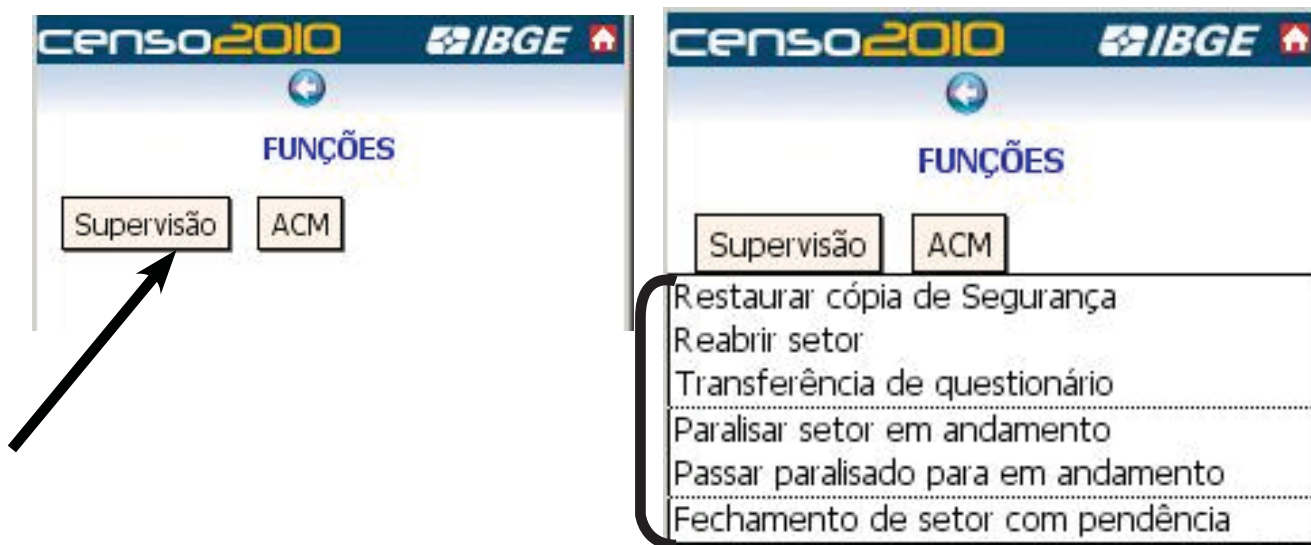 censo2010 IBGE
FUNÇÕES
Supervisão ACM
censo2010 IBGE
FUNÇÕES
Supervisão ACM
Restaurar cópia de Segurança
Reabrir setor
Transferência de questionário
Paralisar setor em andamento
Passar paralisado para em andamento
Fechamento de setor com pendência